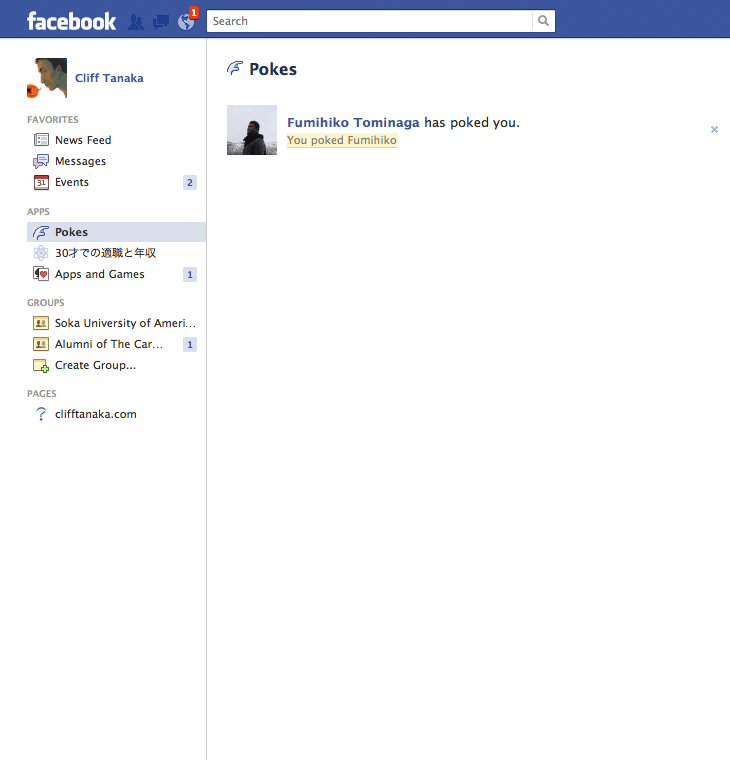 facebook
1
Search
Cliff Tanaka
FAVORITES
News Feed
Messages
31
Events
2
APPS
Pokes
30才での適職と年収
Apps and Games
1
GROUPS
Soka University of Ameri...
Alumni of The Car...
1
Create Group...
PAGES
clifftanaka.com
Pokes
Fumihiko Tominaga has poked you.
You poked Fumihiko